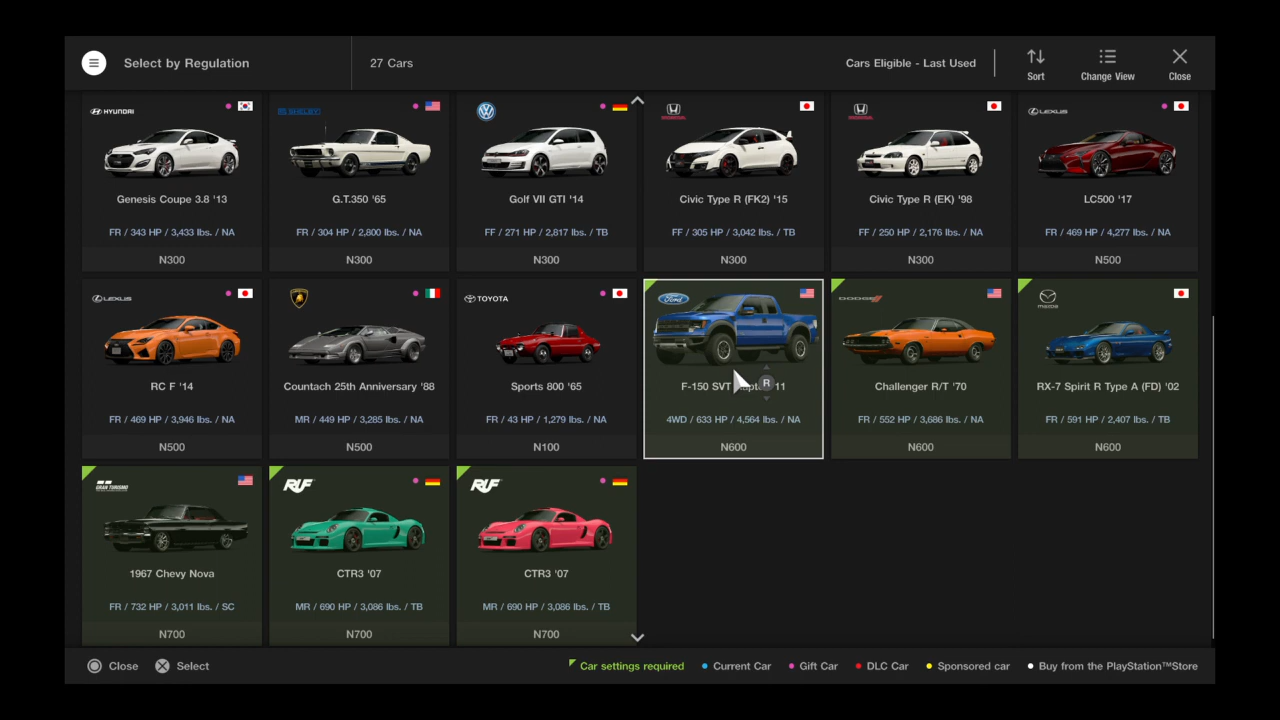 Select by Regulation
27 Cars
Cars Eligible - Last Used
Sort
Change View
Close
HYUNDAI
Genesis Coupe 3.8 '13
FR / 343 HP / 3,433 lbs. / NA
N300
SHELBY
G.T.350 '65
FR / 304 HP / 2,800 lbs. / NA
N300
Golf VII GTI '14
FF / 271 HP / 2,817 lbs. / TB
N300
Civic Type R (FK2) '15
FF / 305 HP / 3,042 lbs. / TB
N300
Civic Type R (EK) '98
FF / 250 HP / 2,176 lbs. / NA
N300
LEXUS
LC500 '17
FR / 469 HP / 4,277 lbs. / NA
N500
LEXUS
RC F '14
FR / 469 HP / 3,946 lbs. / NA
N500
Countach 25th Anniversary '88
MR / 449 HP / 3,285 lbs. / NA
N500
TOYOTA
Sports 800 '65
FR / 43 HP / 1,279 lbs. / NA
N100
Ford
F-150 SVT '11
R
4WD / 633 HP / 4,564 lbs. / NA
N600
DODGE
Challenger R/T '70
FR / 552 HP / 3,686 lbs. / NA
N600
mazda
RX-7 Spirit R Type A (FD) '02
FR / 591 HP / 2,407 lbs. / TB
N600
GRAN TURISMO
1967 Chevy Nova
FR / 732 HP / 3,011 lbs. / SC
N700
RUF
CTR3 '07
MR / 690 HP / 3,086 lbs. / TB
N700
RUF
CTR3 '07
MR / 690 HP / 3,086 lbs. / TB
N700
Close
Select
Car settings required
Current Car
Gift Car
DLC Car
Sponsored car
Buy from the PlayStation™Store